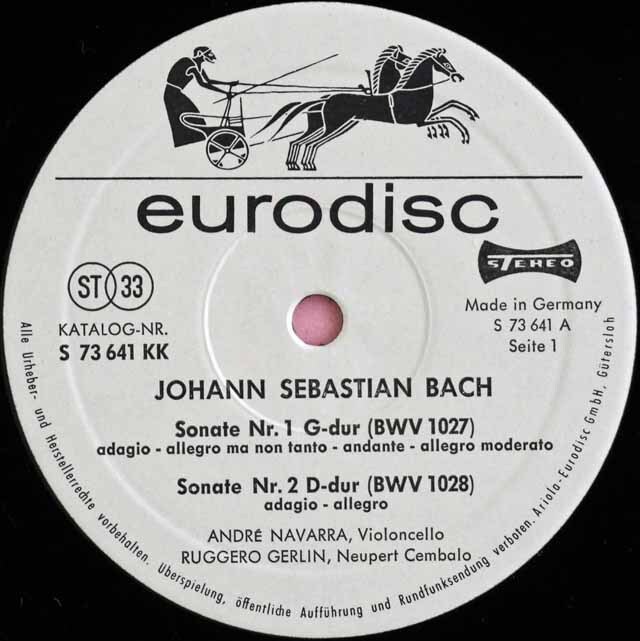 eurodisc
STEREO
ST 33
Made in Germany
KATALOG-NR.
S 73 641 A
S 73 641 KK
Seite 1
JOHANN SEBASTIAN BACH
Sonate Nr. 1 G-dur (BWV 1027)
adagio - allegro ma non tanto - andante - allegro moderato
Sonate Nr. 2 D-dur (BWV 1028)
adagio - allegro
ANDRÉ NAVARRA, Violoncello
RUGGERO GERLIN, Neupert Cembalo
Alle Urheber- und Herstellerrechte vorbehalten. Überspielung, öffentliche Aufführung und Rundfunksendung verboten. Ariola-Eurodisc GmbH, Gütersloh